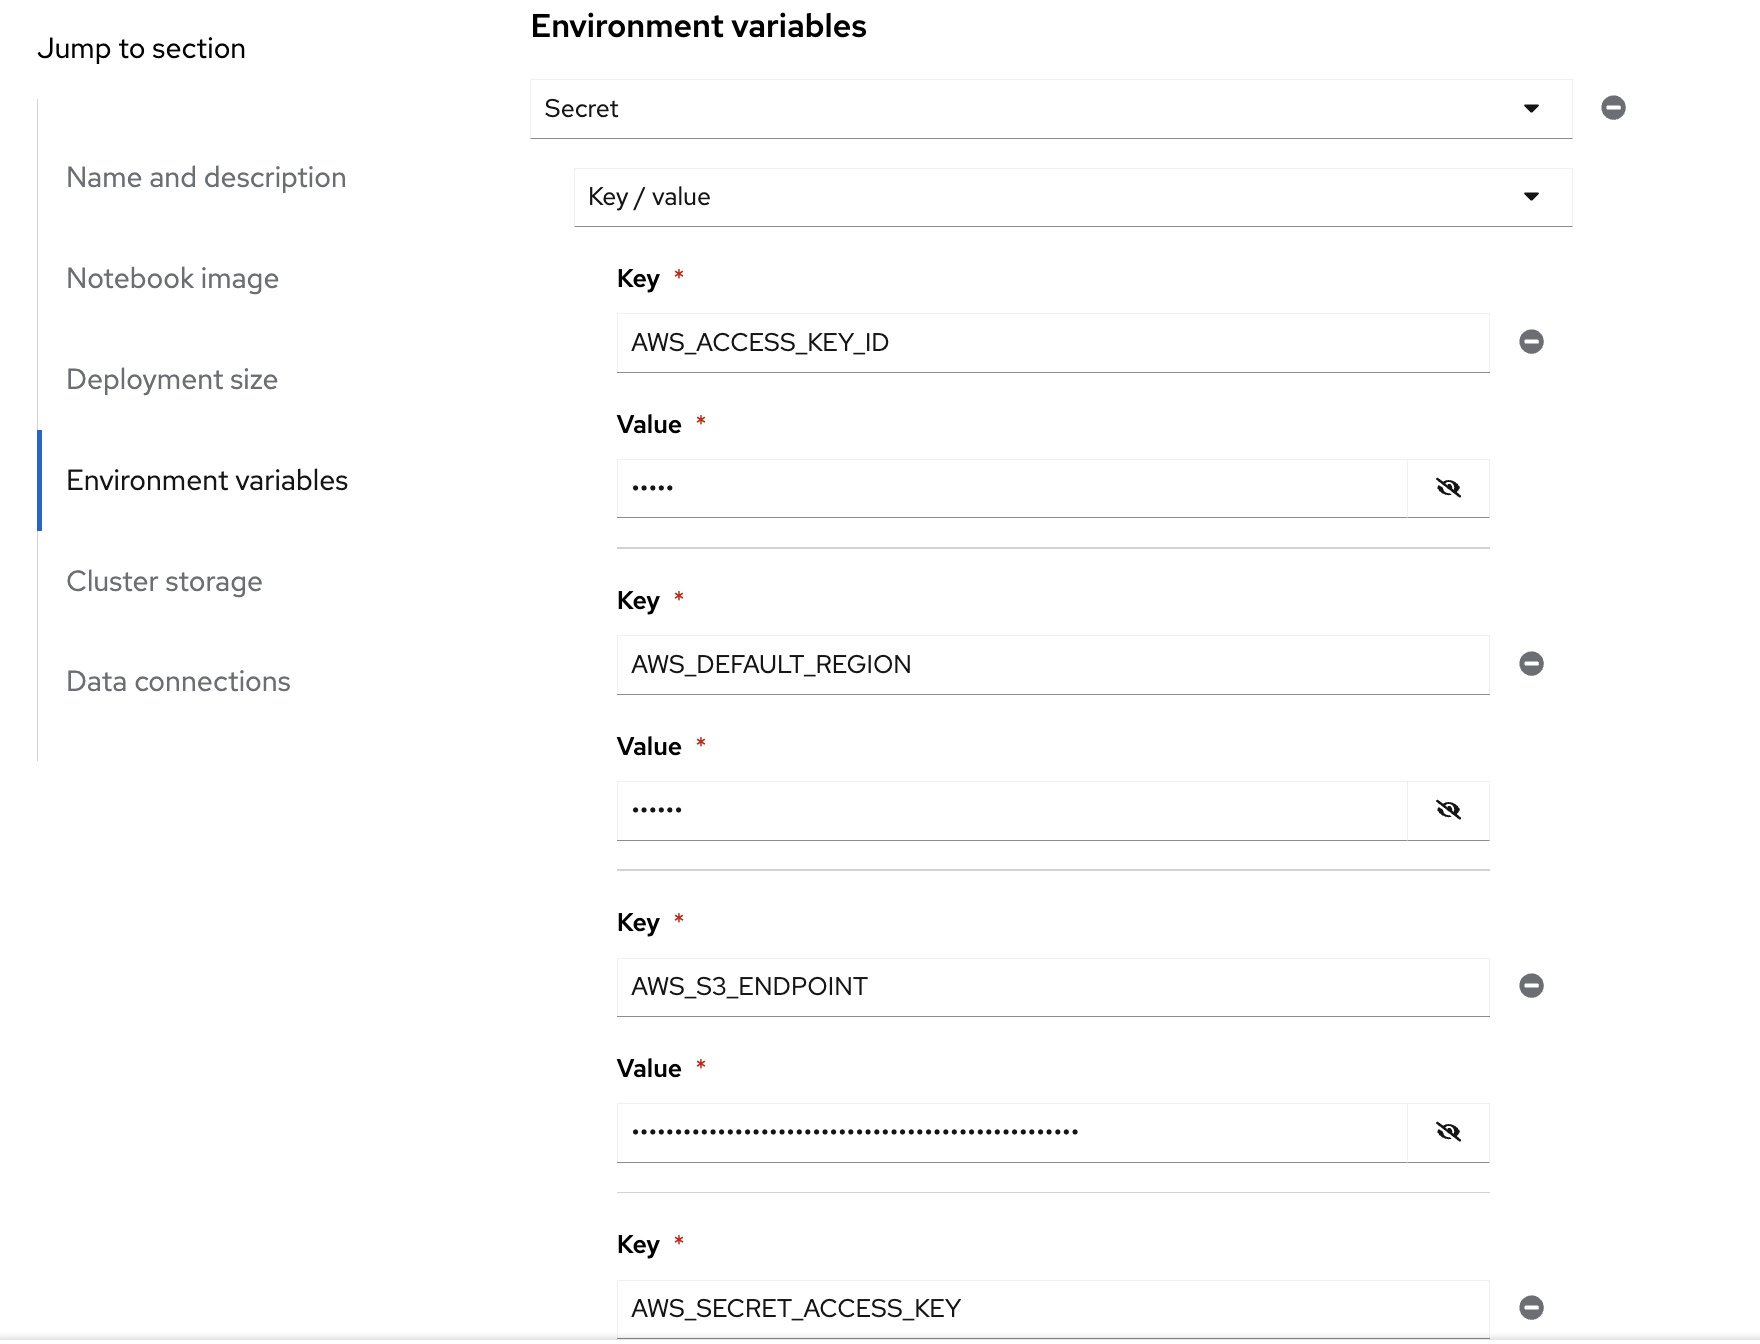 Jump to section
Name and description
Notebook image
Deployment size
Environment variables
Cluster storage
Data connections
Environment variables
Secret
Key / value
Key *
AWS_ACCESS_KEY_ID
Value *
•••••
Key *
AWS_DEFAULT_REGION
Value *
••••••
Key *
AWS_S3_ENDPOINT
Value *
••••••••••••••••••••••••••••••••••••••••••••••••••••
Key *
AWS_SECRET_ACCESS_KEY